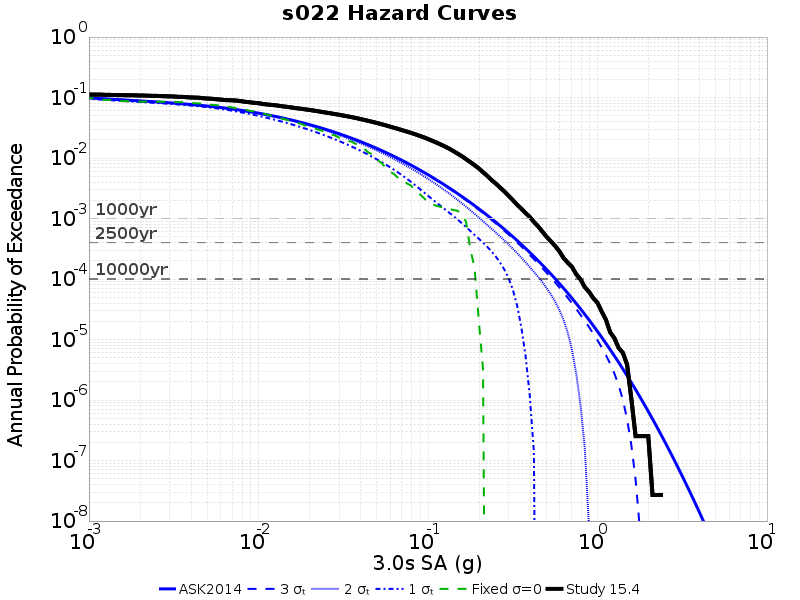 s022 Hazard Curves
Annual Probability of Exceedance
10^0
10^-1
10^-2
10^-3
10^-4
10^-5
10^-6
10^-7
10^-8
1000yr
2500yr
10000yr
10^-3 10^-2 10^-1 10^0 10^1
3.0s SA (g)
ASK2014 3 σₜ 2 σₜ 1 σₜ Fixed σ=0 Study 15.4